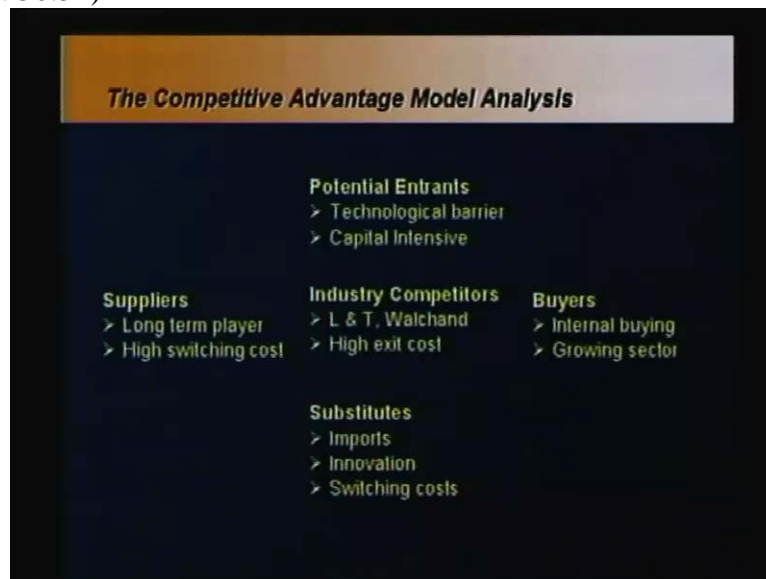 The Competitive Advantage Model Analysis
Potential Entrants
➢ Technological barrier
➢ Capital Intensive
Suppliers
➢ Long term player
➢ High switching cost
Industry Competitors
➢ L & T, Walchand
➢ High exit cost
Buyers
➢ Internal buying
➢ Growing sector
Substitutes
➢ Imports
➢ Innovation
➢ Switching costs